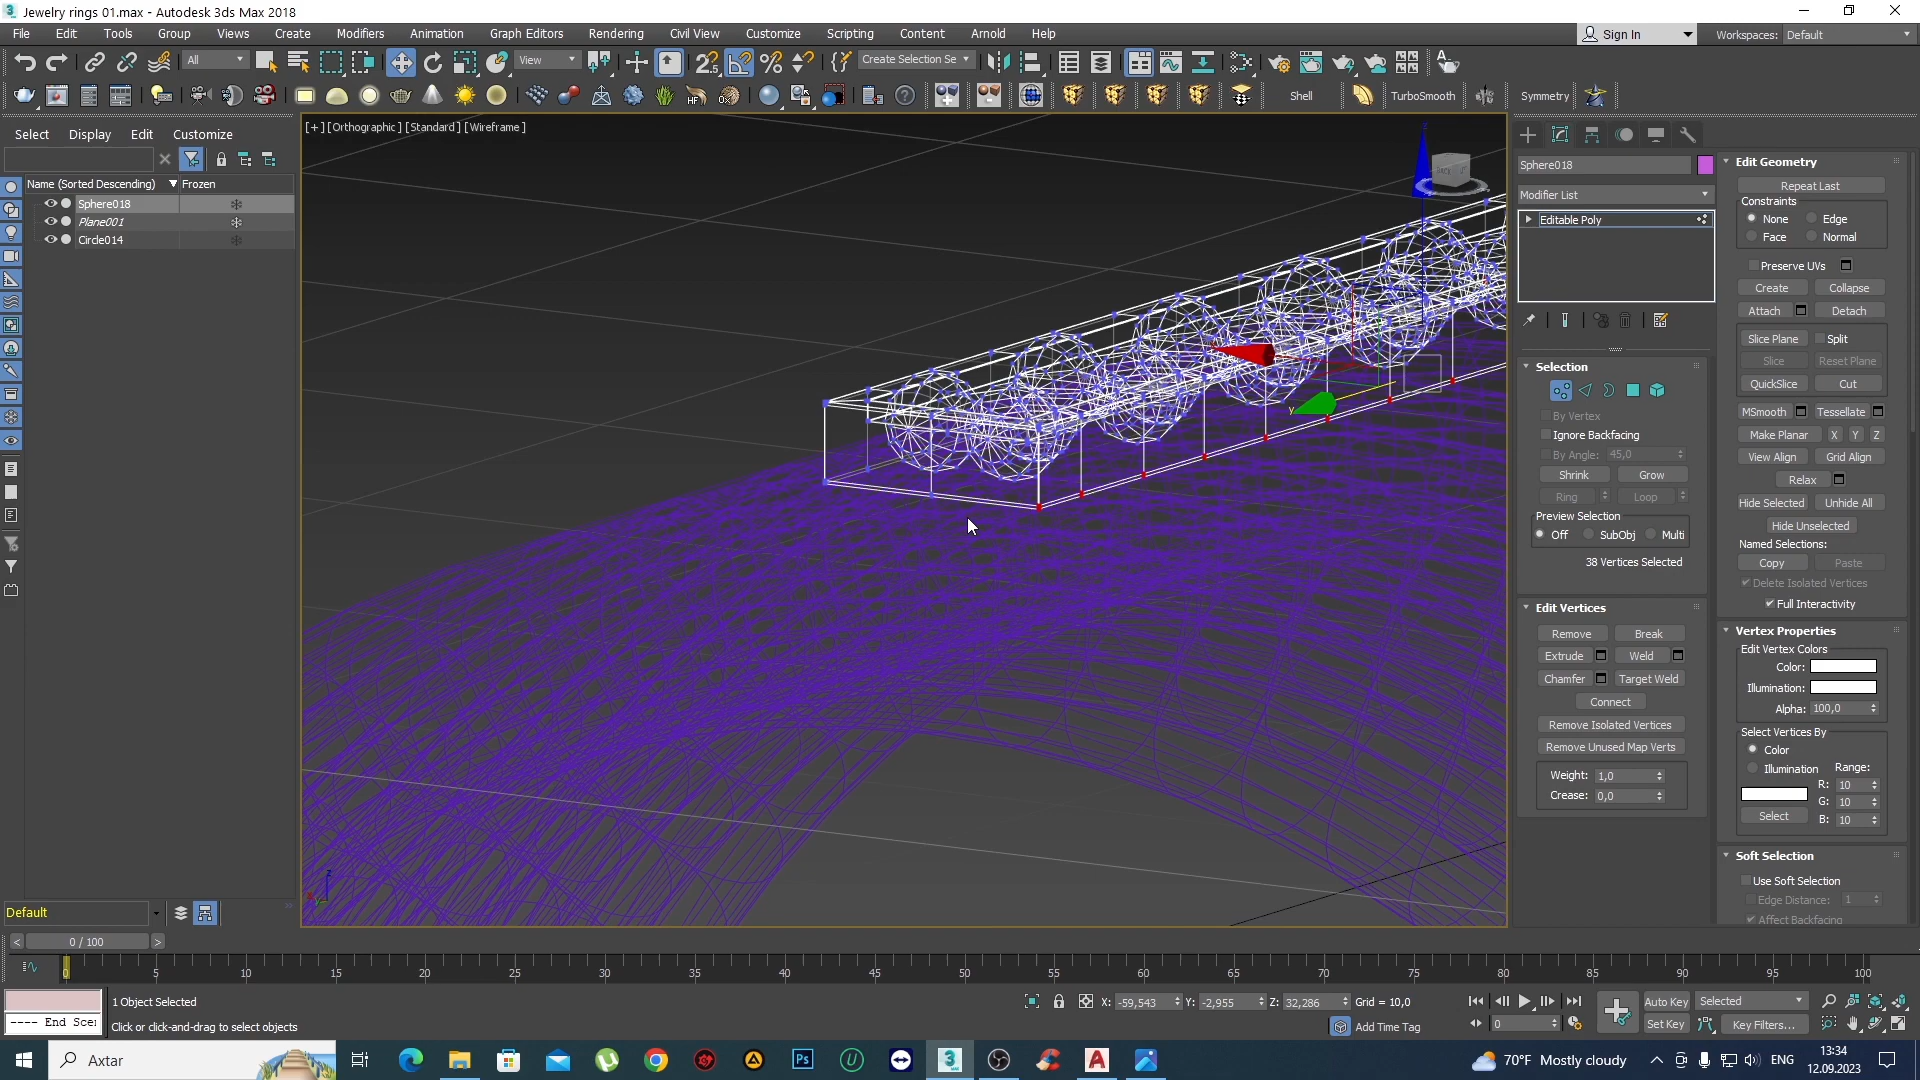 Jewelry rings 01.max - Autodesk 3ds Max 2018
File Edit Tools Group Views Create Modifiers Animation Graph Editors Rendering Civil View Customize Scripting Content Arnold Help
Sign In Workspaces: Default
All View Create Selection Se
Shell TurboSmooth Symmetry
Select Display Edit Customize
[+] [Orthographic] [Standard] [Wireframe]
Name (Sorted Descending) Frozen
Sphere018
Plane001
Circle014
Sphere018
Modifier List
Editable Poly
Selection
By Vertex
Ignore Backfacing
By Angle: 45,0
Shrink Grow
Ring Loop
Preview Selection
Off SubObj Multi
38 Vertices Selected
Edit Vertices
Remove Break
Extrude Weld
Chamfer Target Weld
Connect
Remove Isolated Vertices
Remove Unused Map Verts
Weight: 1,0
Crease: 0,0
Edit Geometry
Repeat Last
Constraints
None Edge
Face Normal
Preserve UVs
Create Collapse
Attach Detach
Slice Plane Split
Slice Reset Plane
QuickSlice Cut
MSmooth Tessellate
Make Planar X Y Z
View Align Grid Align
Relax
Hide Selected Unhide All
Hide Unselected
Named Selections:
Copy Paste
Delete Isolated Vertices
Full Interactivity
Vertex Properties
Edit Vertex Colors
Color:
Illumination:
Alpha: 100,0
Select Vertices By
Color
Illumination Range:
R: 10
G: 10
Select B: 10
Soft Selection
Use Soft Selection
Edge Distance: 1
Affect Backfacing
Default
0 / 100
0 5 10 15 20 25 30 35 40 45 50 55 60 65 70 75 80 85 90 95 100
1 Object Selected
Click or click-and-drag to select objects
---- End Scei
X: -59,543 Y: -2,955 Z: 32,286 Grid = 10,0
Add Time Tag
0
Auto Key Selected
Set Key Key Filters...
Axtar
70°F Mostly cloudy
ENG
13:34
12.09.2023